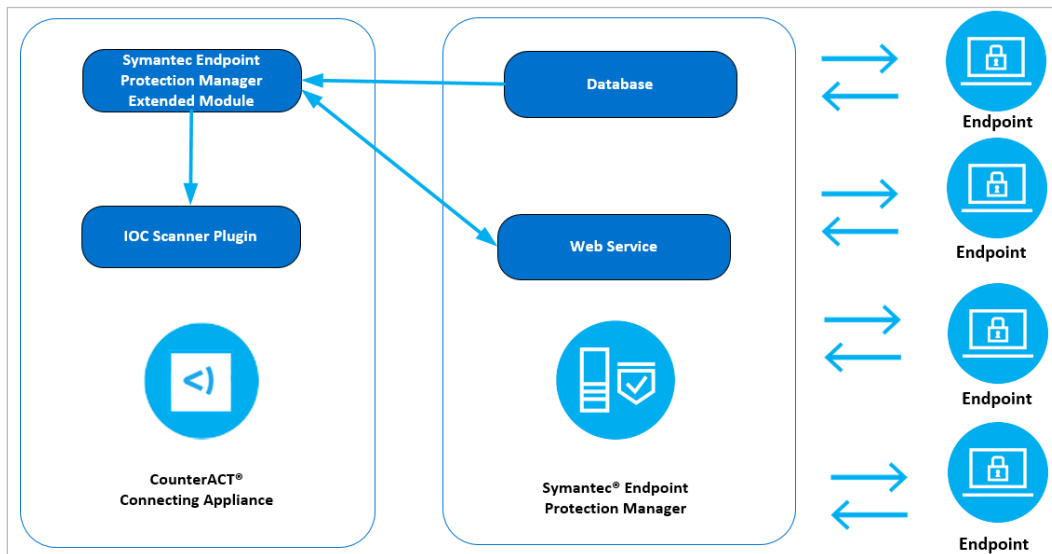 Symantec Endpoint
Protection Manager
Extended Module
IOC Scanner Plugin
CounterACT®
Connecting Appliance
Database
Web Service
Symantec® Endpoint
Protection Manager
Endpoint
Endpoint
Endpoint
Endpoint